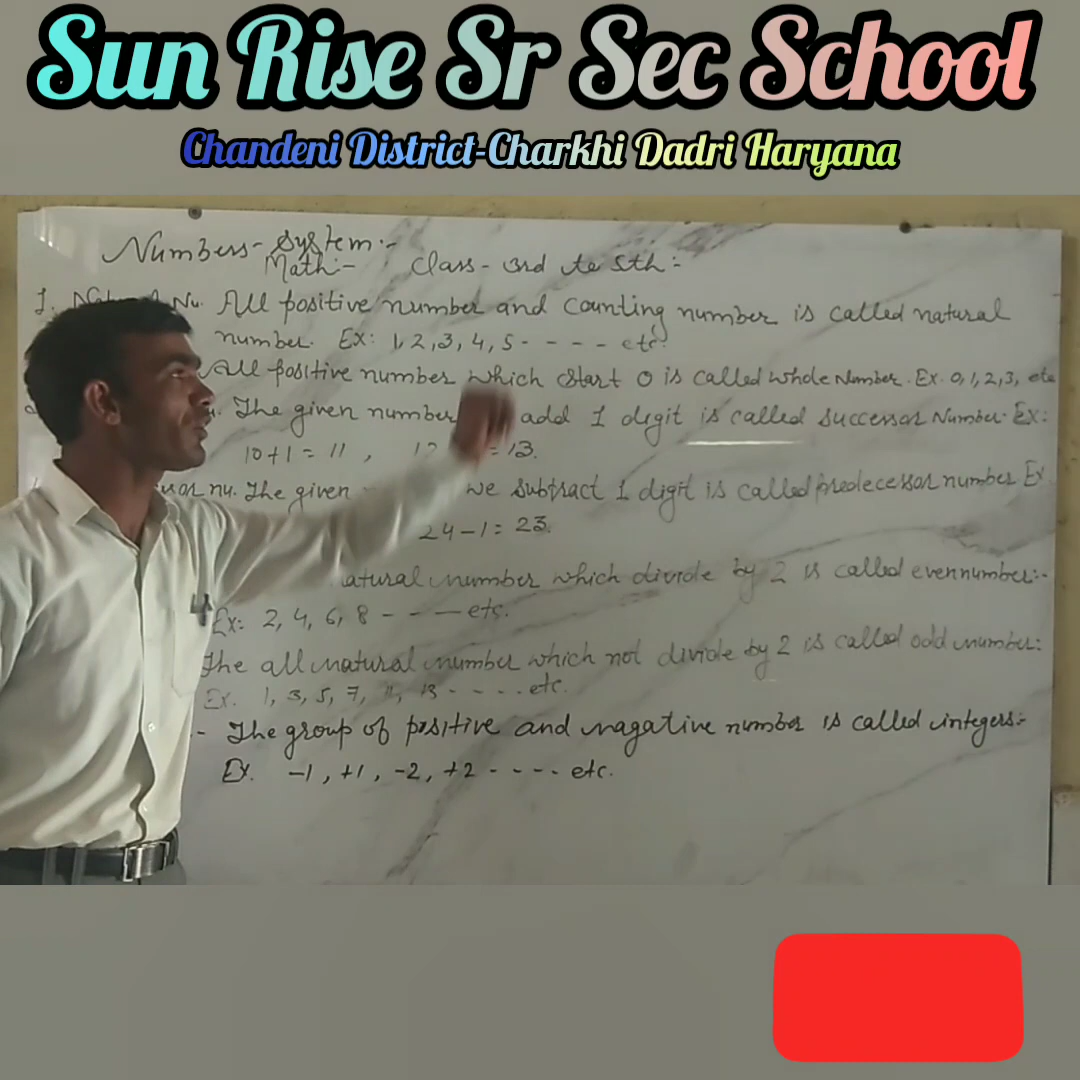 Sun Rise Sr Sec School
Chandeni District-Charkhi Dadri Haryana
Numbers- System:-
Math:- Class - 3rd to 5th:-
1. Nu. All positive number and counting number is called natural
number. Ex: 1, 2, 3, 4, 5 - - - - etc.
All positive number which start 0 is called whole Number. Ex. 0, 1, 2, 3, etc
The given number add 1 digit is called successor Number. Ex:
10+1 = 11 , = 13.
nu. The given we subtract 1 digit is called predecessor number Ex
24-1 = 23.
number which divide by 2 is called even number:-
Ex: 2, 4, 6, 8 - - - etc.
The all natural number which not divide by 2 is called odd number:
Ex. 1, 3, 5, 7, 11, 13 - - - - etc.
- The group of positive and nagative number is called integers:-
Ex. -1, +1, -2, +2 - - - - etc.